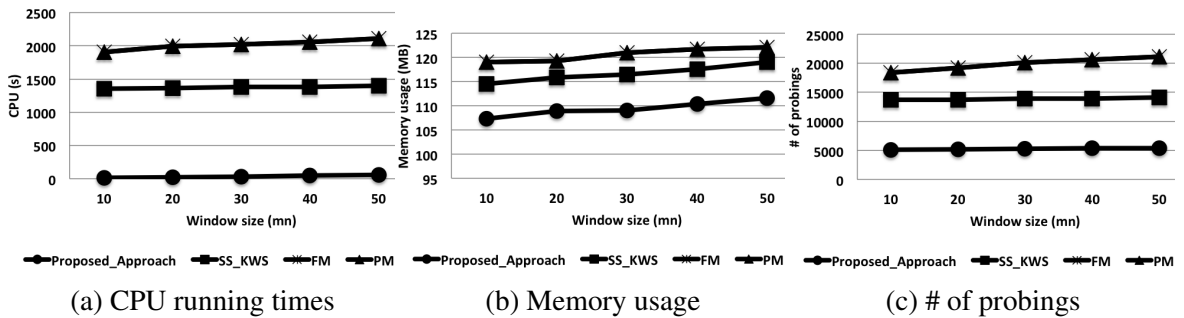 2500
2000
1500
1000
500
0
CPU (s)
10 20 30 40 50
Window size (mn)
Proposed_Approach SS_KWS FM PM
(a) CPU running times
125
120
115
110
105
100
95
Memory usage (MB)
10 20 30 40 50
Window size (mn)
Proposed_Approach SS_KWS FM PM
(b) Memory usage
25000
20000
15000
10000
5000
0
# of probings
10 20 30 40 50
Window size (mn)
Proposed_Approach SS_KWS FM PM
(c) # of probings